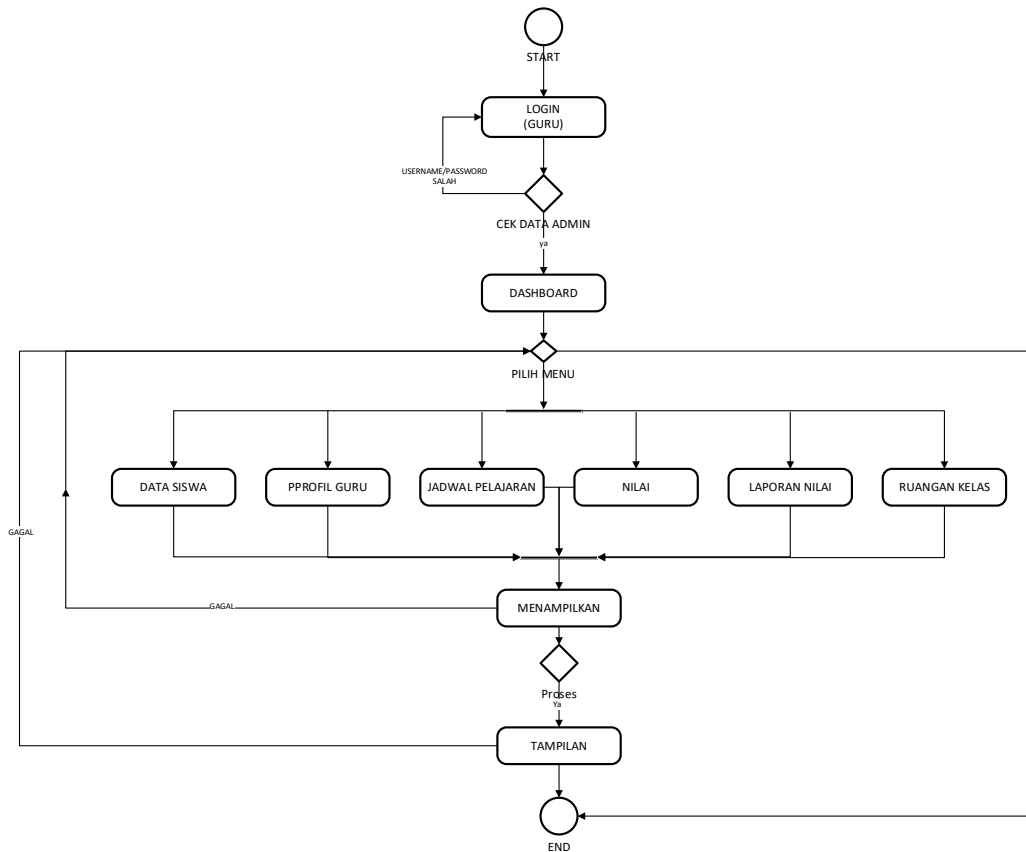 START
LOGIN
(GURU)
USERNAME/PASSWORD
SALAH
CEK DATA ADMIN
ya
DASHBOARD
PILIH MENU
DATA SISWA
PPROFIL GURU
JADWAL PELAJARAN
NILAI
LAPORAN NILAI
RUANGAN KELAS
GAGAL
GAGAL
MENAMPILKAN
Proses
Ya
TAMPILAN
END